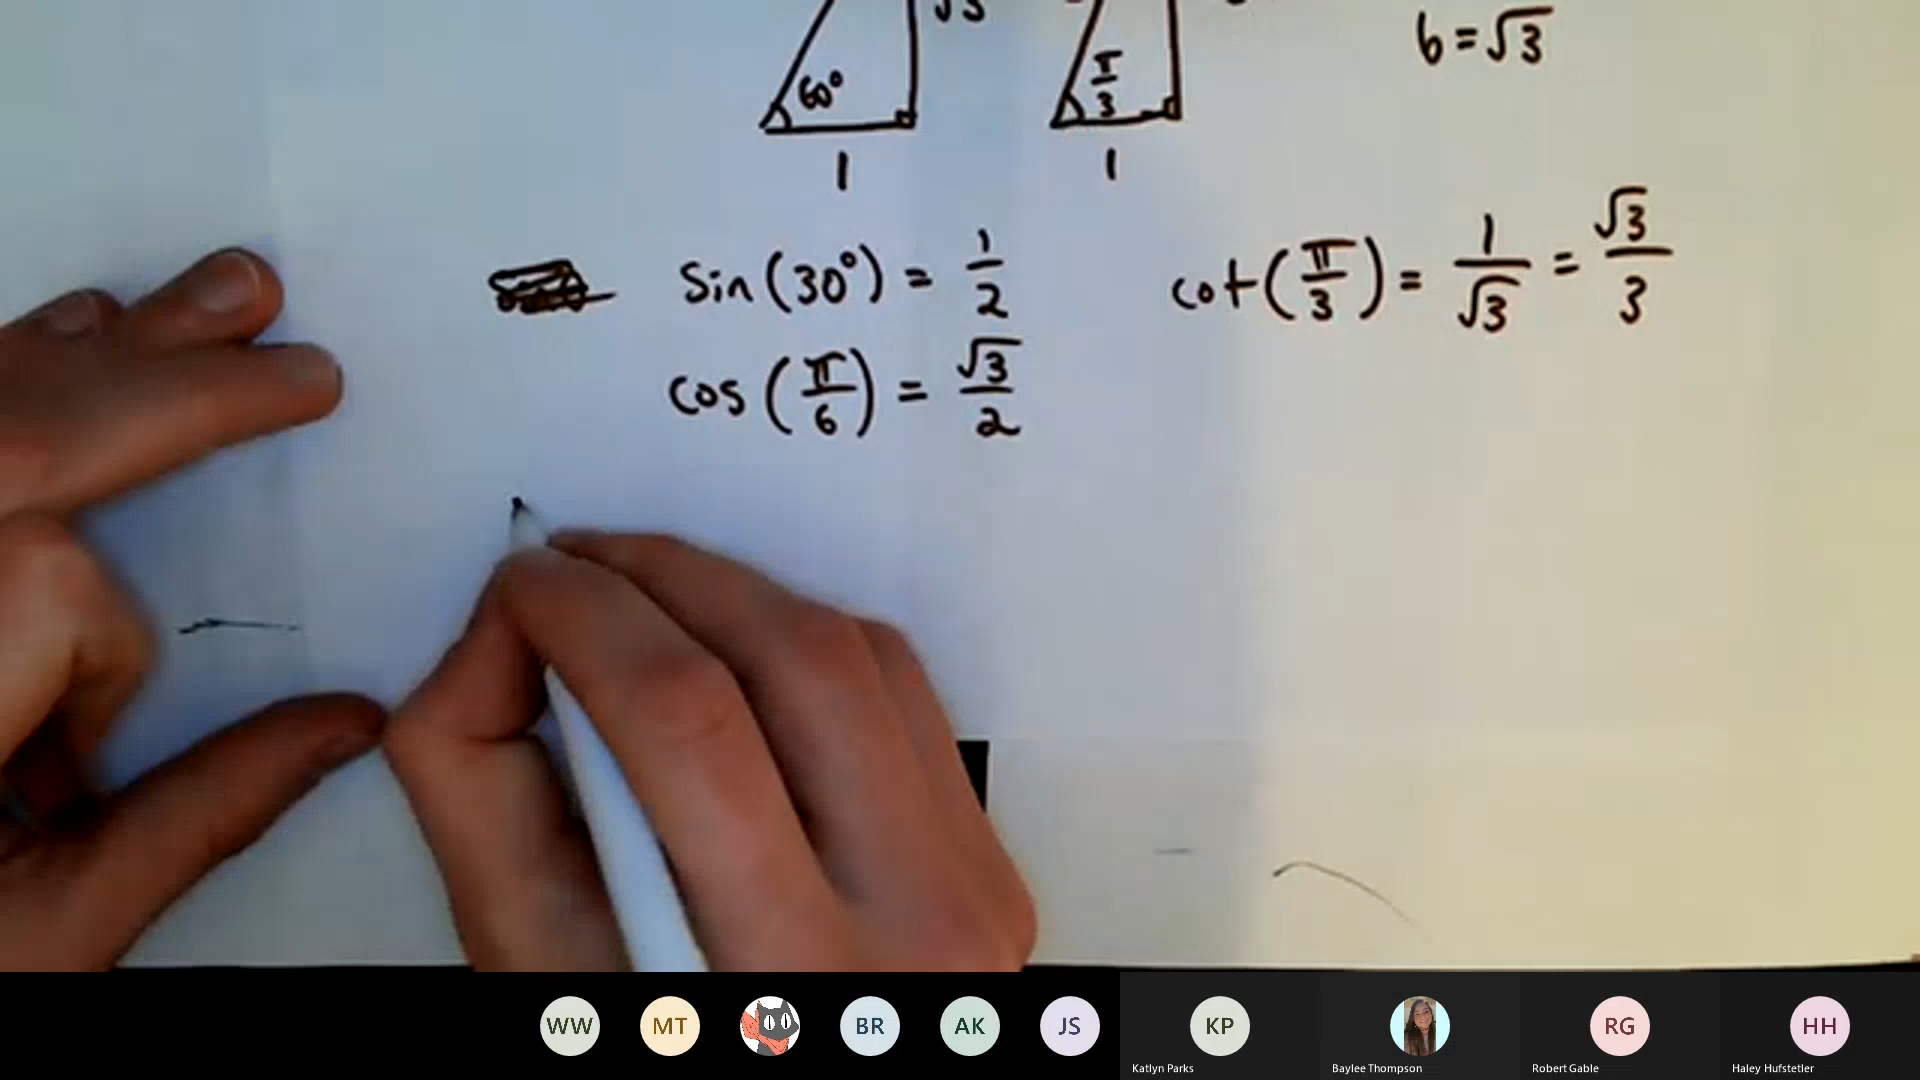 √3
6 = √3
60°
π/3
1
1
Sin (30°) = 1/2
cot (π/3) = 1/√3 = √3/3
cos (π/6) = √3/2
WW
MT
BR
AK
JS
KP
RG
HH
Katlyn Parks
Baylee Thompson
Robert Gable
Haley Hufstetler